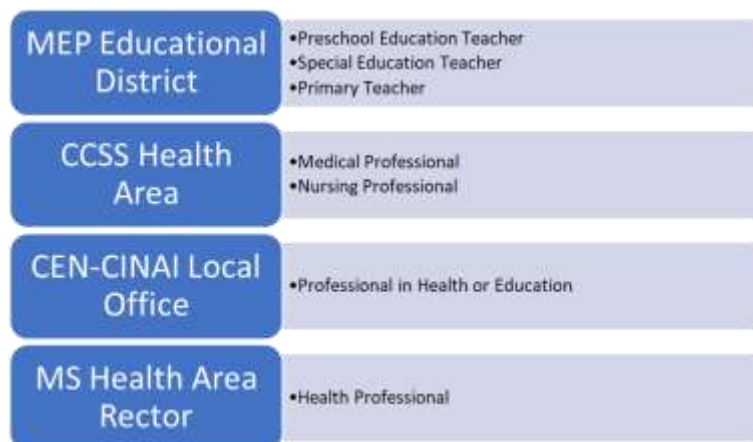 MEP Educational
District
•Preschool Education Teacher
•Special Education Teacher
•Primary Teacher
CCSS Health
Area
•Medical Professional
•Nursing Professional
CEN-CINAI Local
Office
•Professional in Health or Education
MS Health Area
Rector
•Health Professional